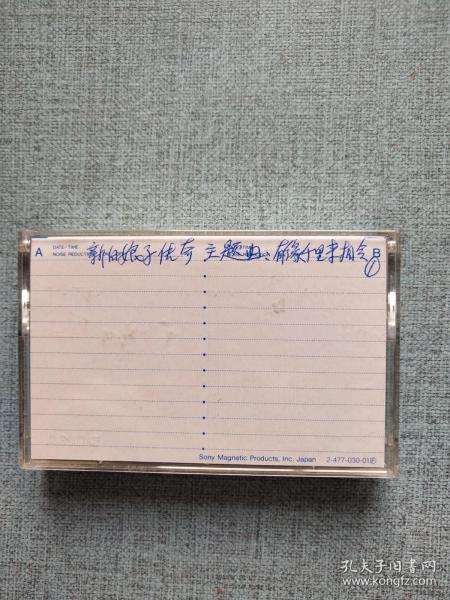 A DATE/TIME 新白娘子传奇 主题曲：有缘千里来相会 B
NOISE REDUCTION
Sony Magnetic Products, Inc. Japan 2-477-030-01
孔夫子旧书网
www.kongfz.com